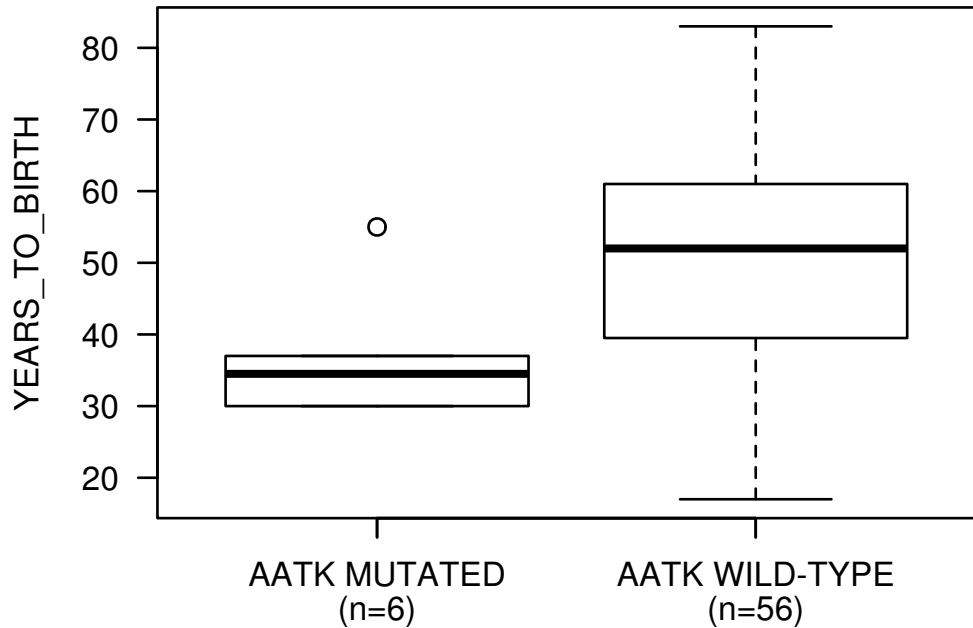 YEARS_TO_BIRTH
80
70
60
50
40
30
20
AATK MUTATED
(n=6)
AATK WILD-TYPE
(n=56)